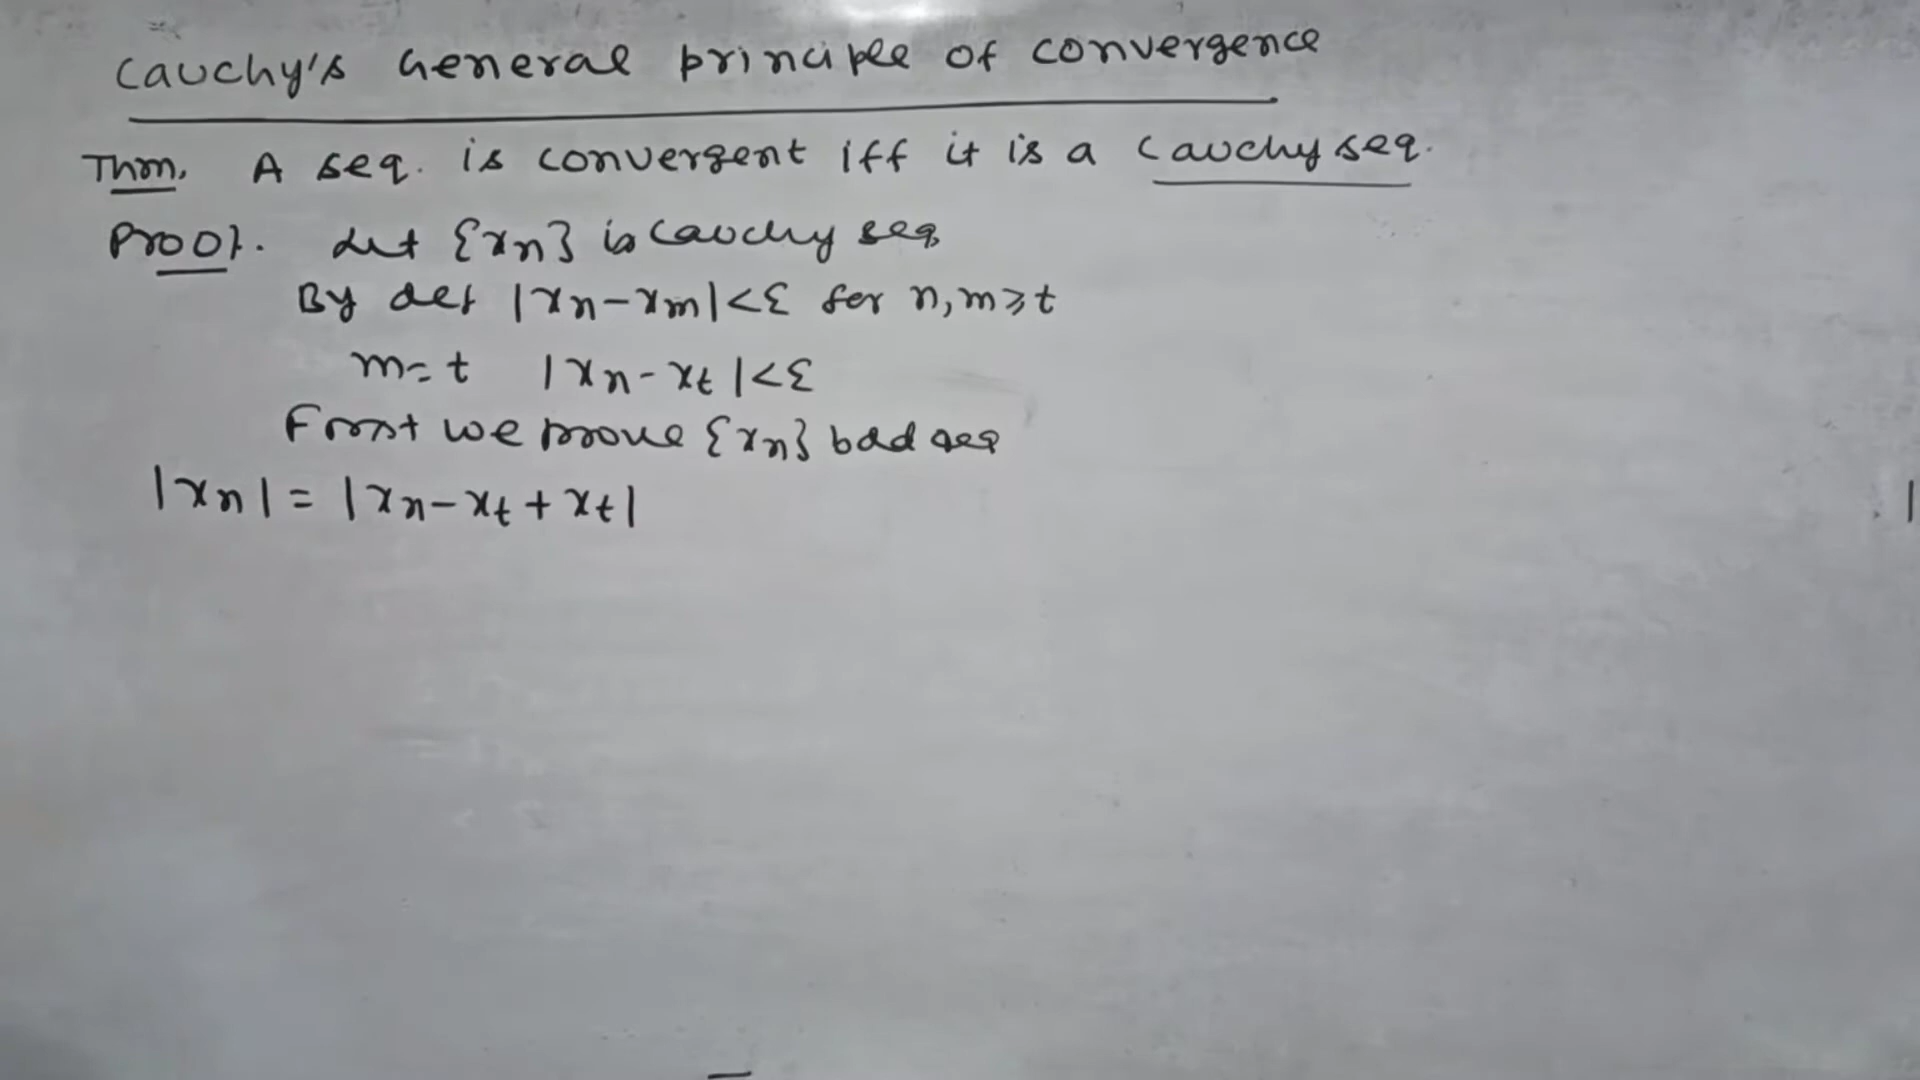 Cauchy's General principle of convergence
Thm. A seq. is convergent iff it is a Cauchy seq.
Proof. Let {xn} is Cauchy seq
By def |xn-xm|<ε for n,m≥t
m=t |xn-xt|<ε
First we prove {xn} bdd seq
|xn| = |xn-xt+xt|